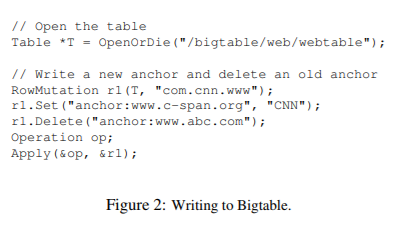 // Open the table
Table *T = OpenOrDie("/bigtable/web/webtable");
// Write a new anchor and delete an old anchor
RowMutation r1(T, "com.cnn.www");
r1.Set("anchor:www.c-span.org", "CNN");
r1.Delete("anchor:www.abc.com");
Operation op;
Apply(&op, &r1);
Figure 2: Writing to Bigtable.